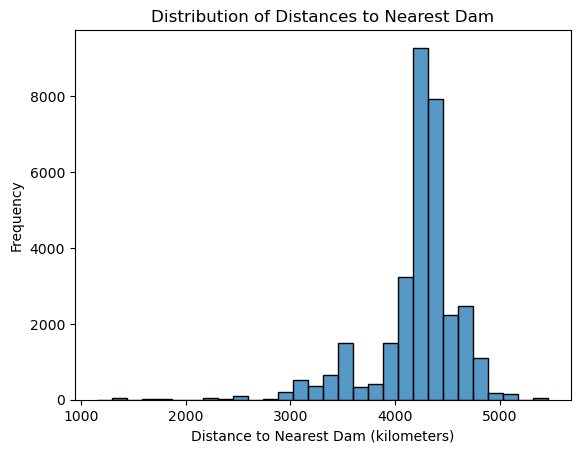 Distribution of Distances to Nearest Dam
8000
6000
4000
2000
0
Frequency
1000 2000 3000 4000 5000
Distance to Nearest Dam (kilometers)